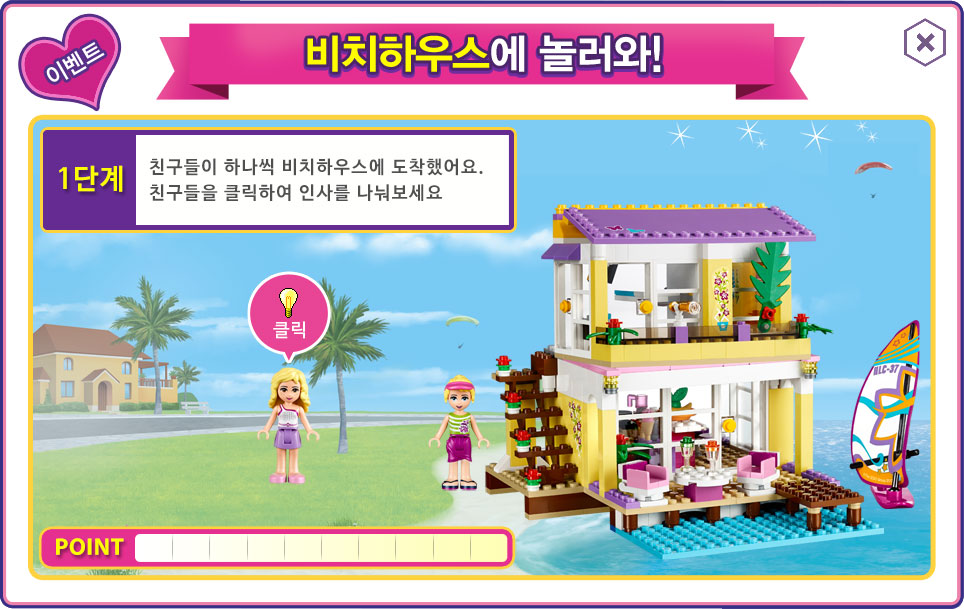 이벤트
비치하우스에 놀러와!
1단계
친구들이 하나씩 비치하우스에 도착했어요.
친구들을 클릭하여 인사를 나눠보세요
클릭
HLC-37
POINT